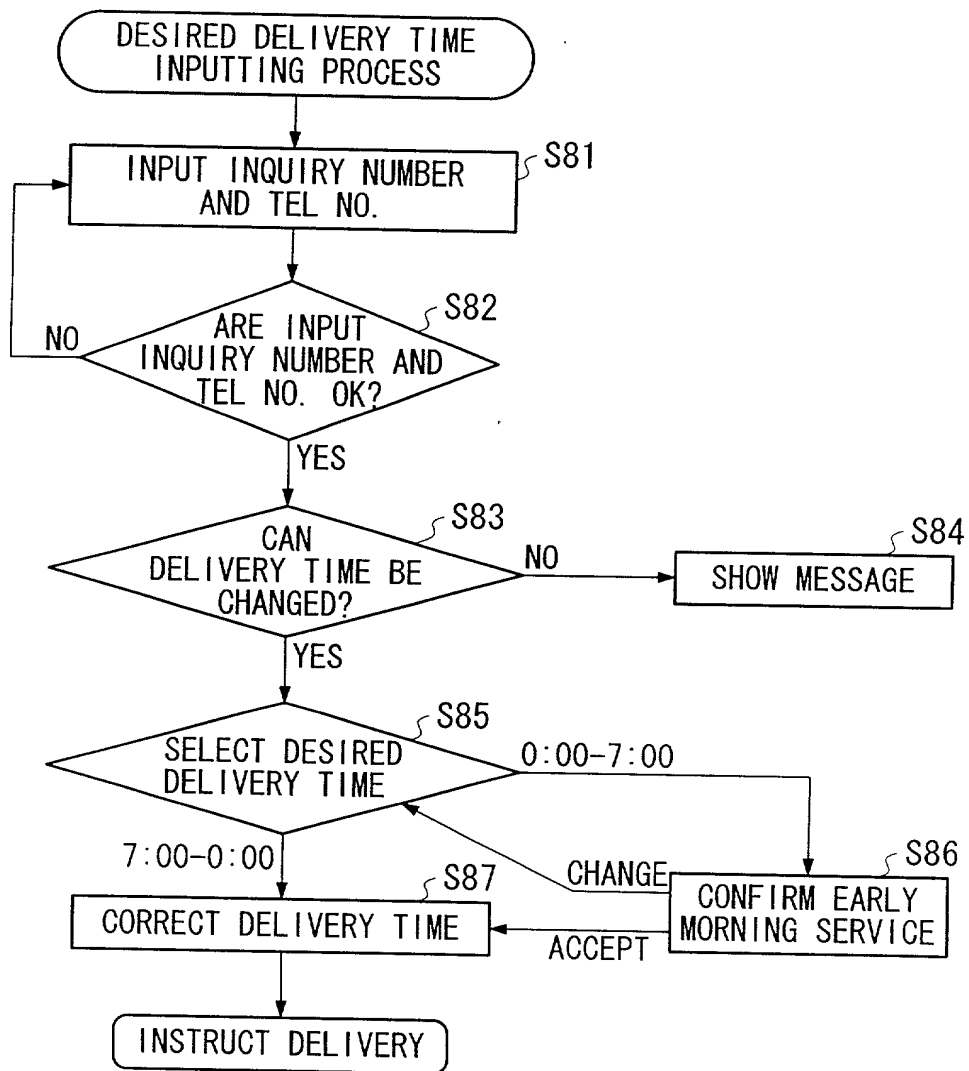 DESIRED DELIVERY TIME
INPUTTING PROCESS
S81
INPUT INQUIRY NUMBER
AND TEL NO.
S82
ARE INPUT
INQUIRY NUMBER AND
TEL NO. OK?
NO
YES
S83
CAN
DELIVERY TIME BE
CHANGED?
NO
S84
SHOW MESSAGE
YES
S85
SELECT DESIRED
DELIVERY TIME
0:00-7:00
7:00-0:00
S86
CONFIRM EARLY
MORNING SERVICE
CHANGE
ACCEPT
S87
CORRECT DELIVERY TIME
INSTRUCT DELIVERY